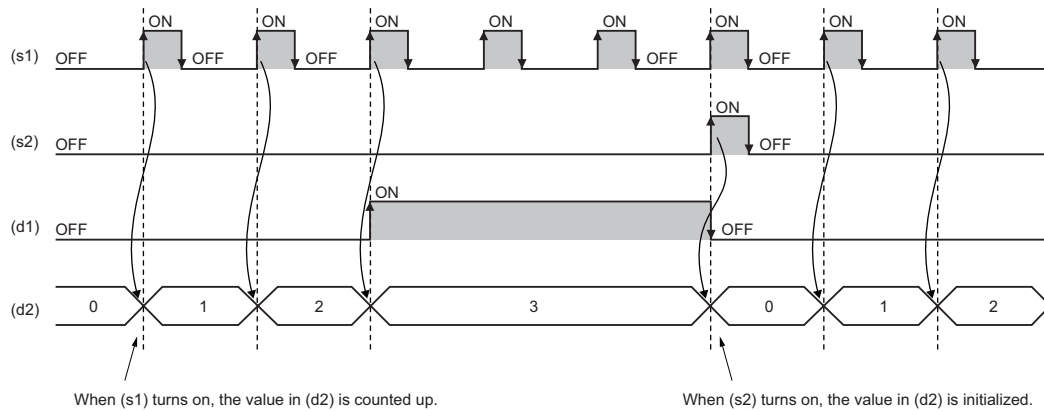 ON ON ON ON ON ON ON ON
(s1) OFF OFF OFF OFF OFF OFF OFF
ON
(s2) OFF OFF
ON
(d1) OFF OFF
(d2) 0 1 2 3 0 1 2
When (s1) turns on, the value in (d2) is counted up. When (s2) turns on, the value in (d2) is initialized.